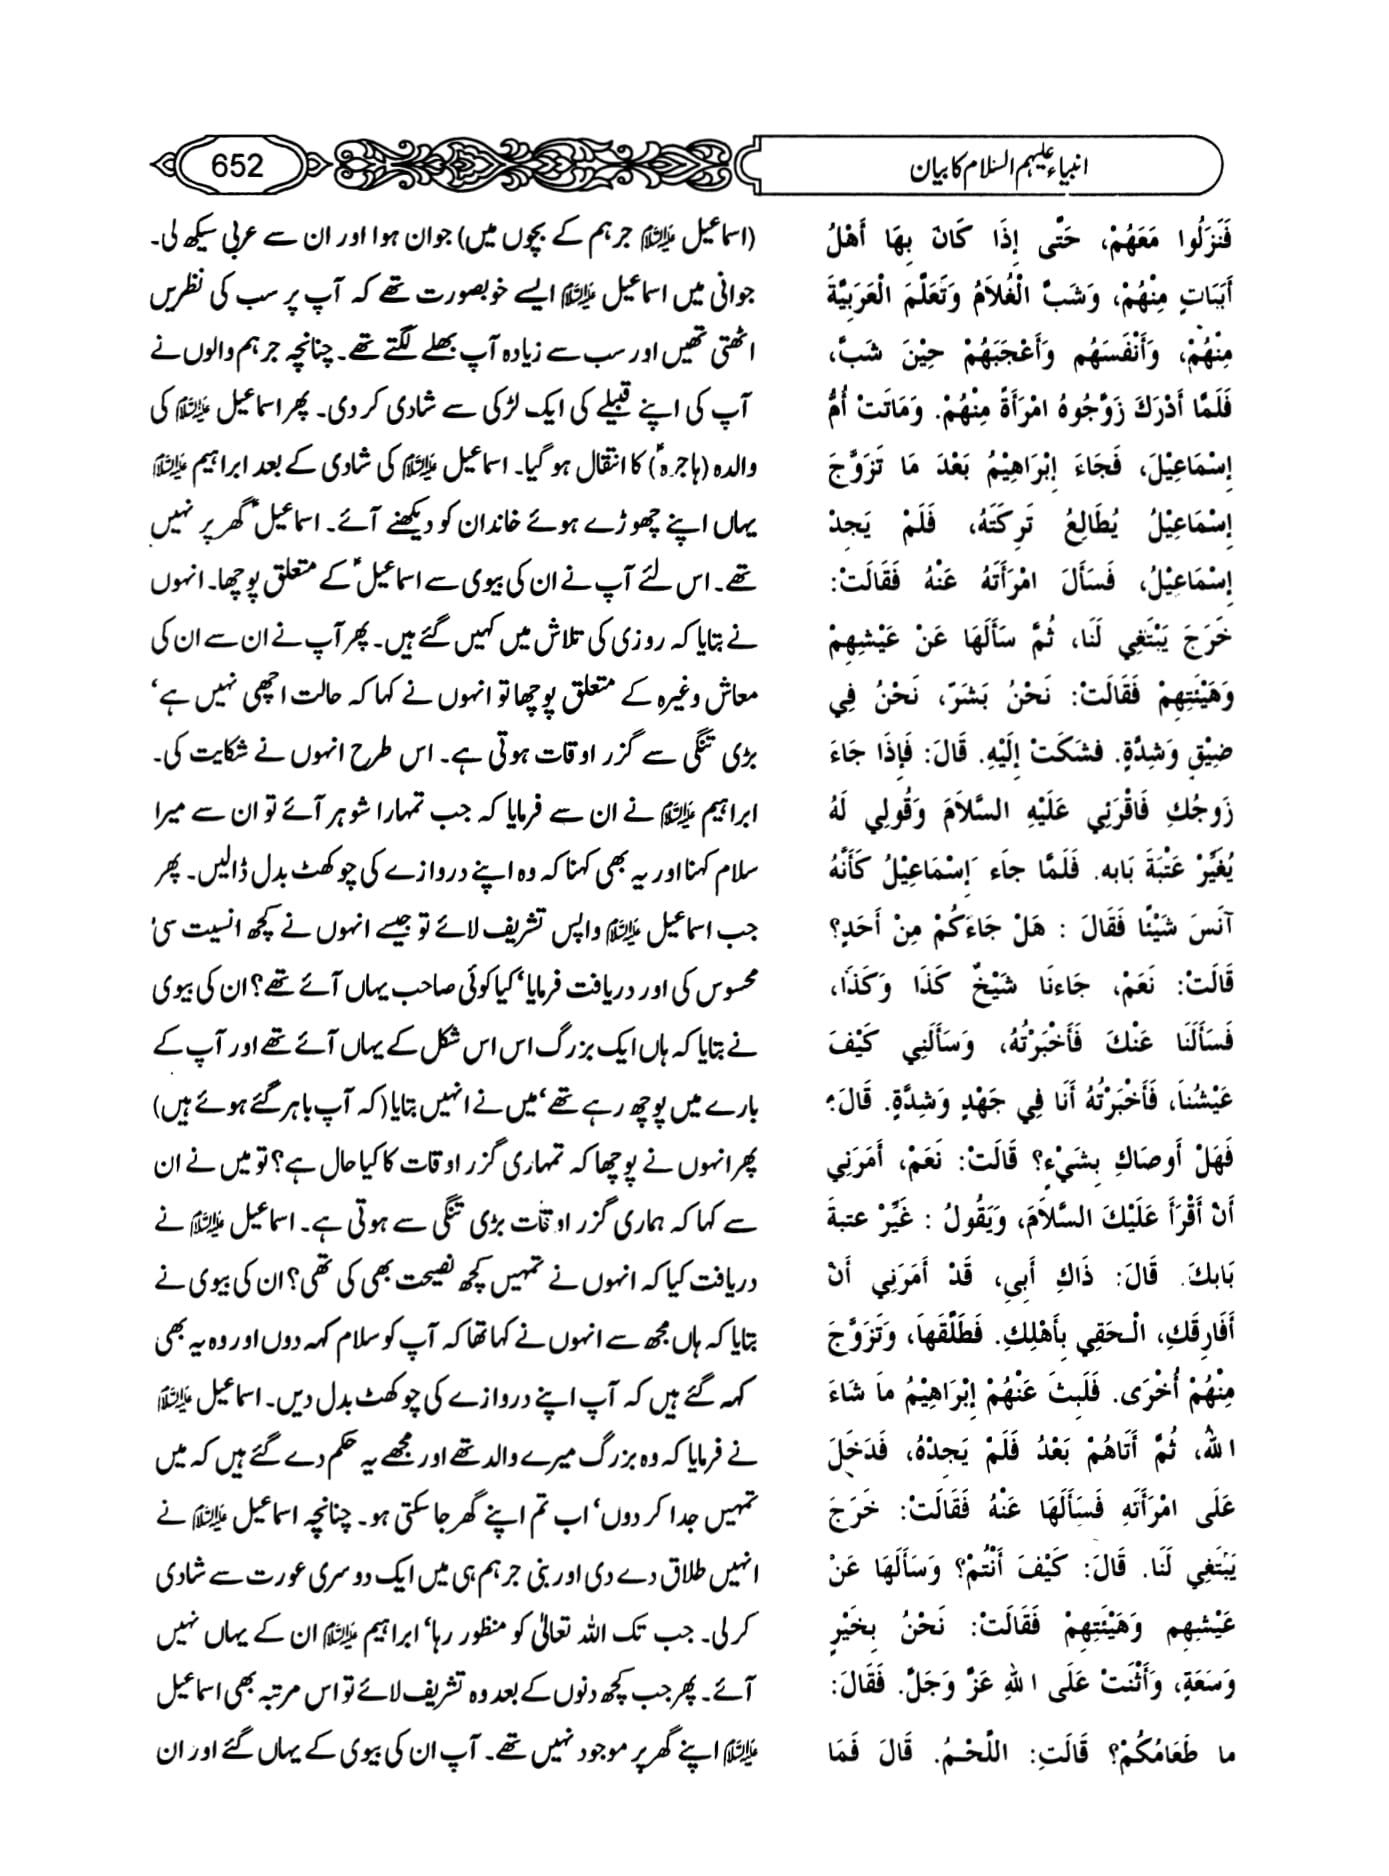 انبیاء علیہم السلام کا بیان
652
فَنَزَلُوا مَعَهُمْ، حَتَّى إِذَا كَانَ بِهَا أَهْلُ
أَبْيَاتٍ مِنْهُمْ، وَشَبَّ الْغُلاَمُ وَتَعَلَّمَ الْعَرَبِيَّةَ
مِنْهُمْ، وَأَنْفَسَهُم وَأَعْجَبَهُمْ حِيْنَ شَبَّ،
فَلَمَّا أَدْرَكَ زَوَّجُوهُ امْرَأَةً مِنْهُمْ. وَمَاتَتْ أُمُّ
إِسْمَاعِيْلَ، فَجَاءَ إِبْرَاهِيْمُ بَعْدَ مَا تَزَوَّجَ
إِسْمَاعِيْلُ يُطَالِعُ تَرِكَتَهُ، فَلَمْ يَجِدْ
إِسْمَاعِيْلُ، فَسَأَلَ امْرَأَتَهُ عَنْهُ فَقَالَتْ:
خَرَجَ يَبْتَغِي لَنَا، ثُمَّ سَأَلَهَا عَنْ عَيْشِهِمْ
وَهَيْئَتِهِمْ فَقَالَتْ: نَحْنُ بَشَرّ، نَحْنُ فِي
ضِيْقٍ وَشِدَّةٍ. فشَكَتْ إِلَيْهِ. قَالَ: فَإِذَا جَاءَ
زَوجُكِ فَاقْرَئِي عَلَيْهِ السَّلاَمَ وَقُولِي لَهُ
يُغَيِّرْ عَتْبَةَ بَابه. فَلَمَّا جاَء إِسْمَاعِيْلُ كَأَنَّهُ
آنَسَ شَيْئًا فَقَالَ : هَلْ جَاءَكُمْ مِنْ أَحَدٍ؟
قَالَتْ: نَعَمْ، جَاءنَا شَيْخٌ كَذَا وَكَذَا،
فَسَأَلَنَا عَنْكَ فَأَخْبَرْتُهُ، وَسَأَلَنِي كَيْفَ
عَيْشُنَا، فَأَخْبَرْتُهُ أَنَا فِي جَهْدٍ وَشِدَّةٍ. قَالَ:
فَهَلْ أَوصَاكِ بِشَيْءٍ؟ قَالَتْ: نَعَمْ، أَمَرَنِي
أَنْ أَقْرَأَ عَلَيْكَ السَّلاَمَ، وَيَقُولُ : غَيِّرْ عتبةَ
بَابكَ. قَالَ: ذَاكِ أَبِي، قَدْ أَمَرَنِي أَنْ
أُفَارِقَكِ، الْحَقِي بِأَهْلِكِ. فَطَلَّقَهَا، وَتَزَوَّجَ
مِنْهُمْ أُخْرَى. فَلَبِثَ عَنْهُمْ إِبْرَاهِيْمُ ماَ شَاءَ
اللهُ، ثُمَّ أَتَاهُمْ بَعْدُ فَلَمْ يَجِدْهُ، فَدَخَلَ
عَلَى امْرَأَتِهِ فَسَأَلَهَا عَنْهُ فَقَالَتْ: خَرَجَ
يَبْتَغِي لَنَا. قَالَ: كَيْفَ أَنْتُمْ؟ وَسَأَلَهَا عَنْ
عَيْشِهِم وَهَيْئَتِهِمْ فَقَالَتْ: نَحْنُ بِخَيْرٍ
وَسَعَةٍ، وَأَثْنَتْ عَلَى اللهِ عَزَّ وَجَلَّ. فَقَالَ:
ما طَعَامُكُمْ؟ قَالَتِ: اللَّحْمُ. قَالَ فَمَا
(اسماعیل علیہ السلام جرہم کے بچوں میں) جوان ہوا اور ان سے عربی سیکھ لی۔
جوانی میں اسماعیل علیہ السلام ایسے خوبصورت تھے کہ آپ پر سب کی نظریں
اٹھتی تھیں اور سب سے زیادہ آپ بھلے لگتے تھے۔ چنانچہ جرہم والوں نے
آپ کی اپنے قبیلے کی ایک لڑکی سے شادی کر دی۔ پھر اسماعیل علیہ السلام کی
والدہ (ہاجرہؑ) کا انتقال ہو گیا۔ اسماعیل علیہ السلام کی شادی کے بعد ابراہیم علیہ السلام
یہاں اپنے چھوڑے ہوئے خاندان کو دیکھنے آئے۔ اسماعیلؑ گھر پر نہیں
تھے۔ اس لئے آپ نے ان کی بیوی سے اسماعیلؑ کے متعلق پوچھا۔ انہوں
نے بتایا کہ روزی کی تلاش میں کہیں گئے ہیں۔ پھر آپ نے ان سے ان کی
معاش وغیرہ کے متعلق پوچھا تو انہوں نے کہا کہ حالت اچھی نہیں ہے‘
بڑی تنگی سے گزر اوقات ہوتی ہے۔ اس طرح انہوں نے شکایت کی۔
ابراہیم علیہ السلام نے ان سے فرمایا کہ جب تمہارا شوہر آئے تو ان سے میرا
سلام کہنا اور یہ بھی کہنا کہ وہ اپنے دروازے کی چوکھٹ بدل ڈالیں۔ پھر
جب اسماعیل علیہ السلام واپس تشریف لائے تو جیسے انہوں نے کچھ انسیت سی
محسوس کی اور دریافت فرمایا‘ کیا کوئی صاحب یہاں آئے تھے؟ ان کی بیوی
نے بتایا کہ ہاں ایک بزرگ اس اس شکل کے یہاں آئے تھے اور آپ کے
بارے میں پوچھ رہے تھے‘ میں نے انہیں بتایا (کہ آپ باہر گئے ہوئے ہیں)
پھر انہوں نے پوچھا کہ تمہاری گزر اوقات کا کیا حال ہے؟ تو میں نے ان
سے کہا کہ ہماری گزر اوقات بڑی تنگی سے ہوتی ہے۔ اسماعیل علیہ السلام نے
دریافت کیا کہ انہوں نے تمہیں کچھ نصیحت بھی کی تھی؟ ان کی بیوی نے
بتایا کہ ہاں مجھ سے انہوں نے کہا تھا کہ آپ کو سلام کہہ دوں اور وہ یہ بھی
کہہ گئے ہیں کہ آپ اپنے دروازے کی چوکھٹ بدل دیں۔ اسماعیل علیہ السلام
نے فرمایا کہ وہ بزرگ میرے والد تھے اور مجھے یہ حکم دے گئے ہیں کہ میں
تمہیں جدا کر دوں‘ اب تم اپنے گھر جا سکتی ہو۔ چنانچہ اسماعیل علیہ السلام نے
انہیں طلاق دے دی اور بنی جرہم ہی میں ایک دوسری عورت سے شادی
کر لی۔ جب تک اللہ تعالیٰ کو منظور رہا‘ ابراہیم علیہ السلام ان کے یہاں نہیں
آئے۔ پھر جب کچھ دنوں کے بعد وہ تشریف لائے تو اس مرتبہ بھی اسماعیل
علیہ السلام اپنے گھر پر موجود نہیں تھے۔ آپ ان کی بیوی کے یہاں گئے اور ان